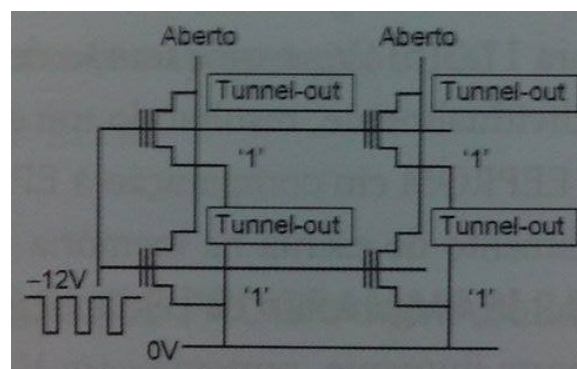 Aberto Aberto
Tunnel-out Tunnel-out
'1' '1'
Tunnel-out Tunnel-out
-12V '1' '1'
0V